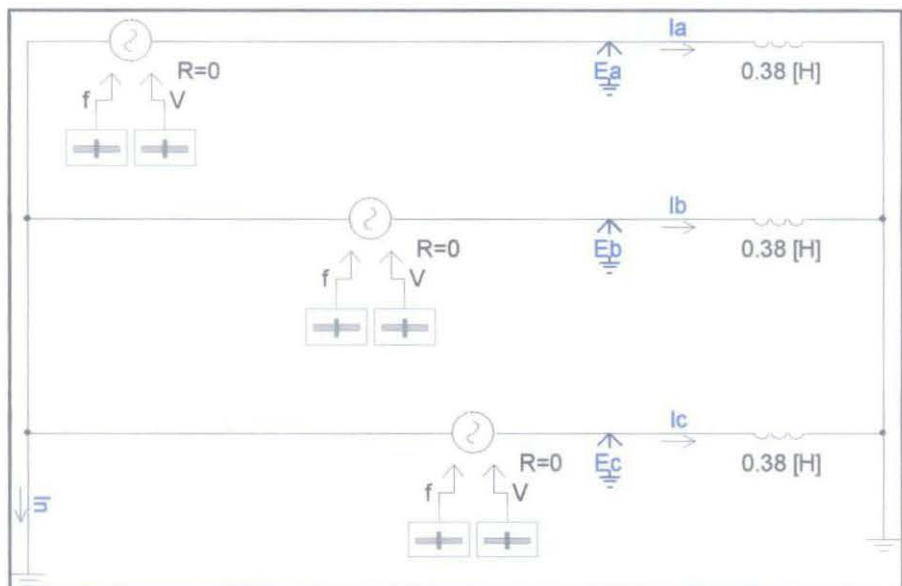 Ia
R=0
Ea
0.38 [H]
f
V
Ib
R=0
Eb
0.38 [H]
f
V
Ic
R=0
Ec
0.38 [H]
f
V
In